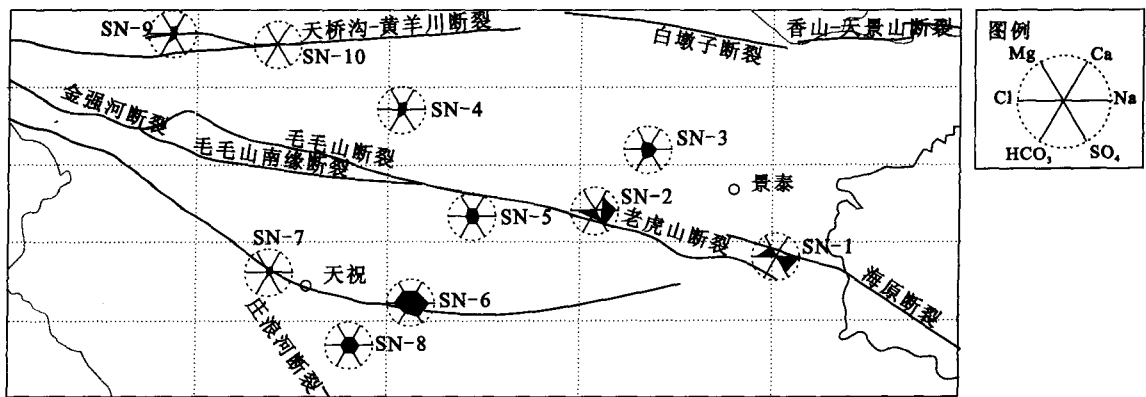 SN-9
天桥沟-黄羊川断裂
SN-10
白墩子断裂
香山-天景山断裂
图例
Mg
Ca
Cl
Na
HCO₃
SO₄
金强河断裂
SN-4
毛毛山断裂
毛毛山南缘断裂
SN-3
景泰
SN-2
SN-5
老虎山断裂
SN-1
SN-7
天祝
SN-6
海原断裂
庄浪河断裂
SN-8